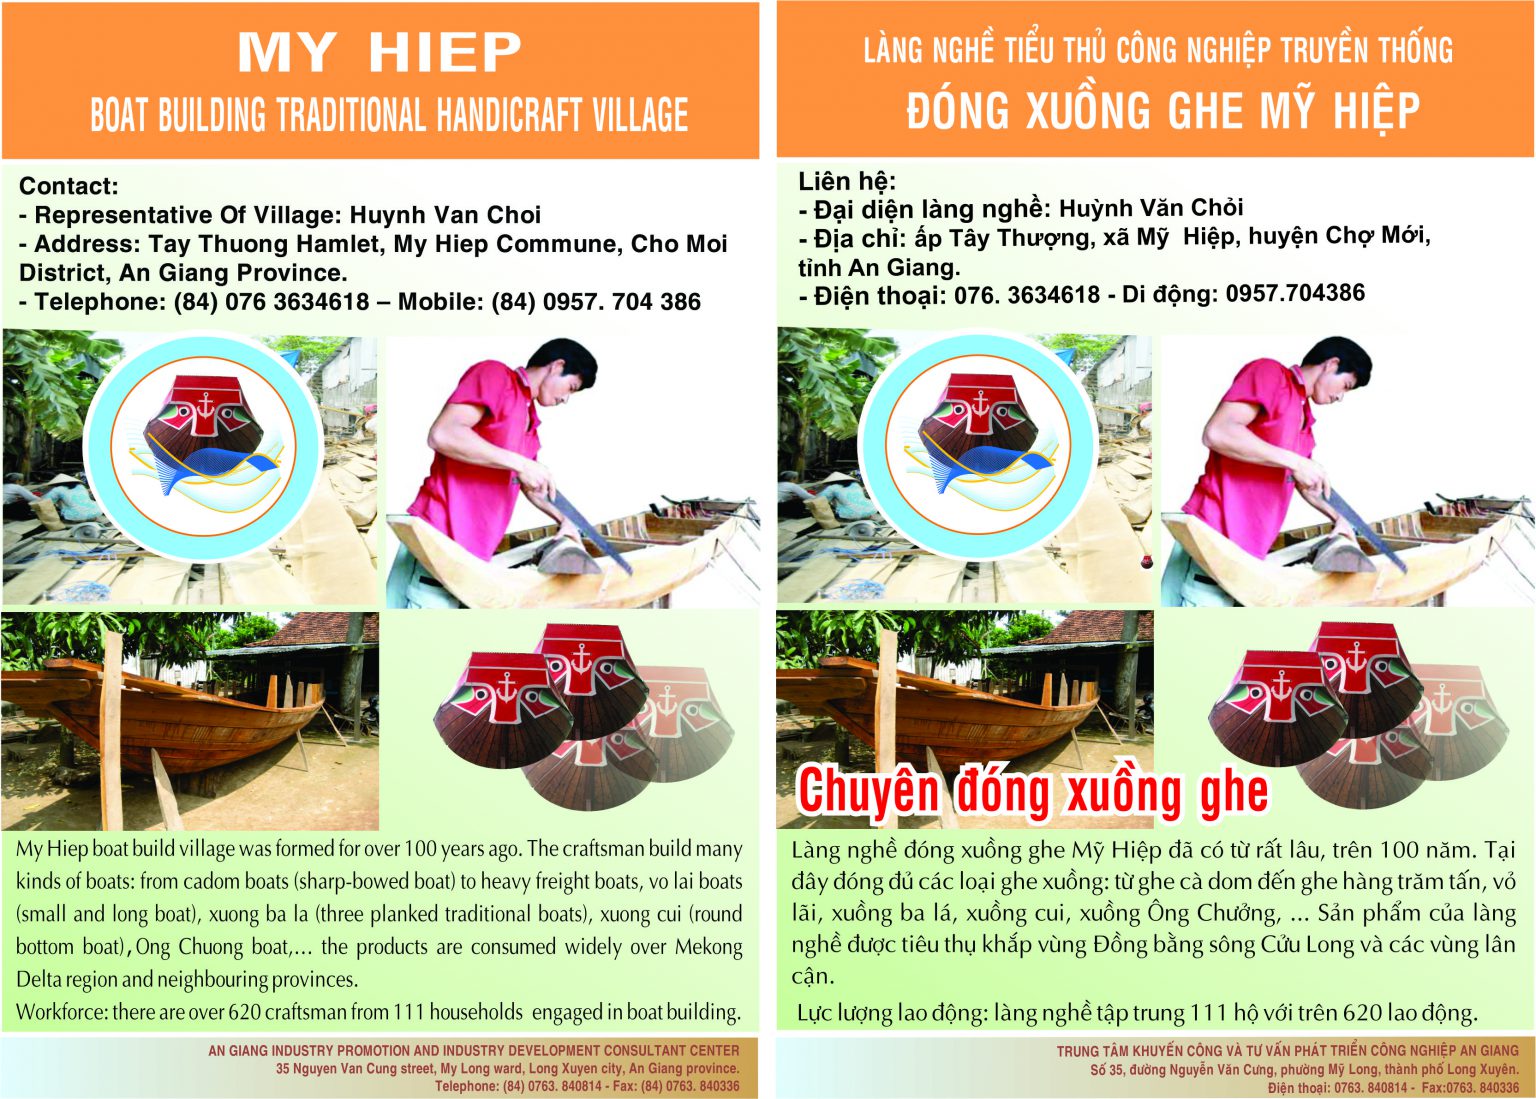 MY HIEP
BOAT BUILDING TRADITIONAL HANDICRAFT VILLAGE
Contact:
- Representative Of Village: Huynh Van Choi
- Address: Tay Thuong Hamlet, My Hiep Commune, Cho Moi
District, An Giang Province.
- Telephone: (84) 076 3634618 – Mobile: (84) 0957. 704 386
My Hiep boat build village was formed for over 100 years ago. The craftsman build many
kinds of boats: from cadom boats (sharp-bowed boat) to heavy freight boats, vo lai boats
(small and long boat), xuong ba la (three planked traditional boats), xuong cui (round
bottom boat), Ong Chuong boat,... the products are consumed widely over Mekong
Delta region and neighbouring provinces.
Workforce: there are over 620 craftsman from 111 households engaged in boat building.
AN GIANG INDUSTRY PROMOTION AND INDUSTRY DEVELOPMENT CONSULTANT CENTER
35 Nguyen Van Cung street, My Long ward, Long Xuyen city, An Giang province.
Telephone: (84) 0763. 840814 - Fax: (84) 0763. 840336
LÀNG NGHỀ TIỂU THỦ CÔNG NGHIỆP TRUYỀN THỐNG
ĐÓNG XUỒNG GHE MỸ HIỆP
Liên hệ:
- Đại diện làng nghề: Huỳnh Văn Chỏi
- Địa chỉ: ấp Tây Thượng, xã Mỹ Hiệp, huyện Chợ Mới,
tỉnh An Giang.
- Điện thoại: 076. 3634618 - Di động: 0957.704386
Chuyên đóng xuồng ghe
Làng nghề đóng xuồng ghe Mỹ Hiệp đã có từ rất lâu, trên 100 năm. Tại
đây đóng đủ các loại ghe xuồng: từ ghe cà dom đến ghe hàng trăm tấn, vỏ
lãi, xuồng ba lá, xuồng cui, xuồng Ông Chưởng, ... Sản phẩm của làng
nghề được tiêu thụ khắp vùng Đồng bằng sông Cửu Long và các vùng lân
cận.
Lực lượng lao động: làng nghề tập trung 111 hộ với trên 620 lao động.
TRUNG TÂM KHUYẾN CÔNG VÀ TƯ VẤN PHÁT TRIỂN CÔNG NGHIỆP AN GIANG
Số 35, đường Nguyễn Văn Cưng, phường Mỹ Long, thành phố Long Xuyên.
Điện thoại: 0763. 840814 - Fax:0763. 840336